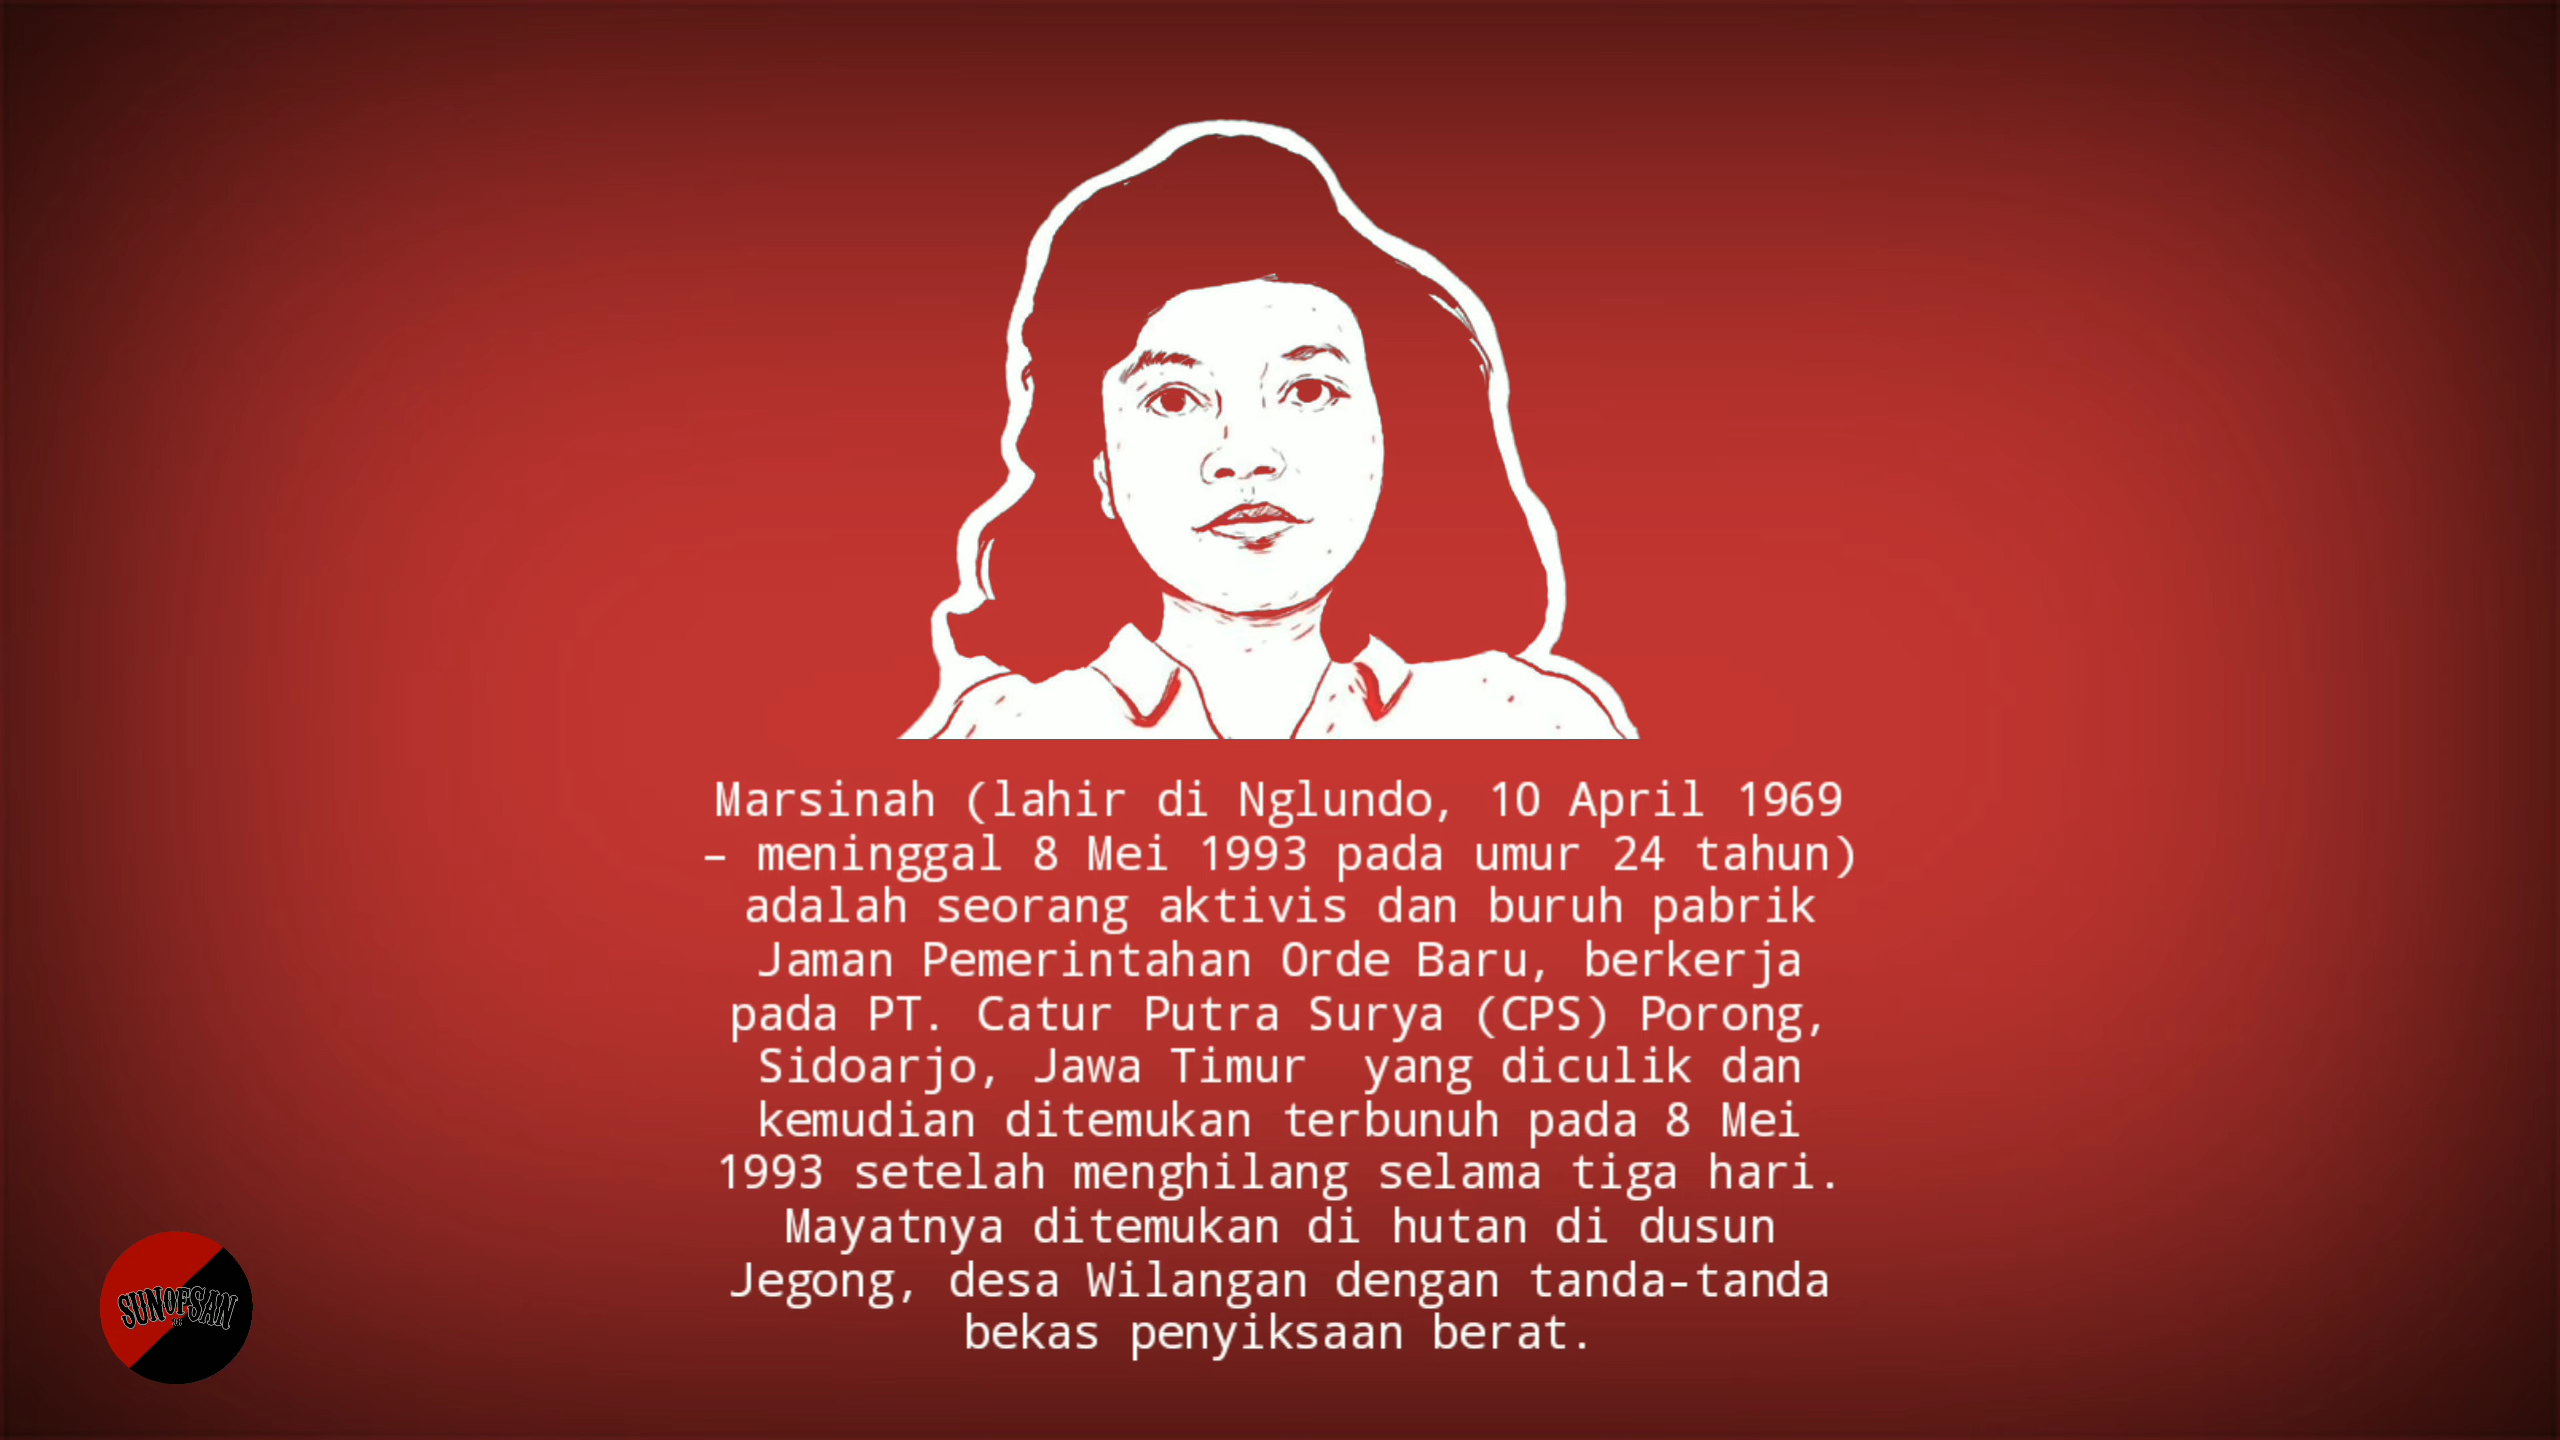 Marsinah (lahir di Nglundo, 10 April 1969
– meninggal 8 Mei 1993 pada umur 24 tahun)
adalah seorang aktivis dan buruh pabrik
Jaman Pemerintahan Orde Baru, berkerja
pada PT. Catur Putra Surya (CPS) Porong,
Sidoarjo, Jawa Timur  yang diculik dan
kemudian ditemukan terbunuh pada 8 Mei
1993 setelah menghilang selama tiga hari.
Mayatnya ditemukan di hutan di dusun
Jegong, desa Wilangan dengan tanda-tanda
bekas penyiksaan berat.
SUNOFSAN